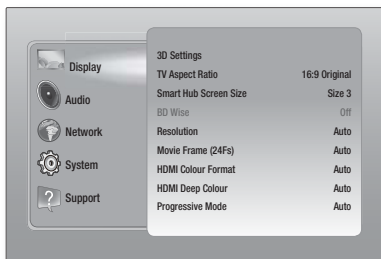 Display
Audio
Network
System
Support
3D Settings
TV Aspect Ratio 16:9 Original
Smart Hub Screen Size Size 3
BD Wise Off
Resolution Auto
Movie Frame (24Fs) Auto
HDMI Colour Format Auto
HDMI Deep Colour Auto
Progressive Mode Auto